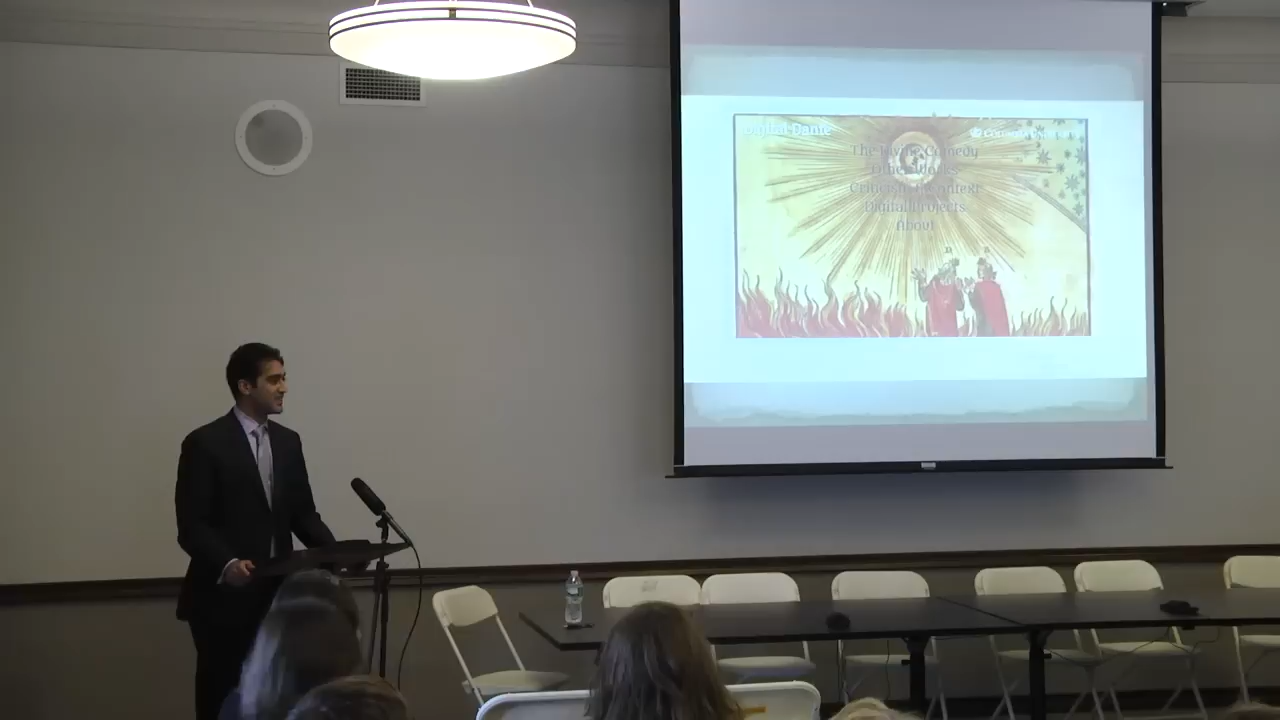 Digital Dante
The Divine Comedy
Other Works
Criticism & Context
Digital Projects
About